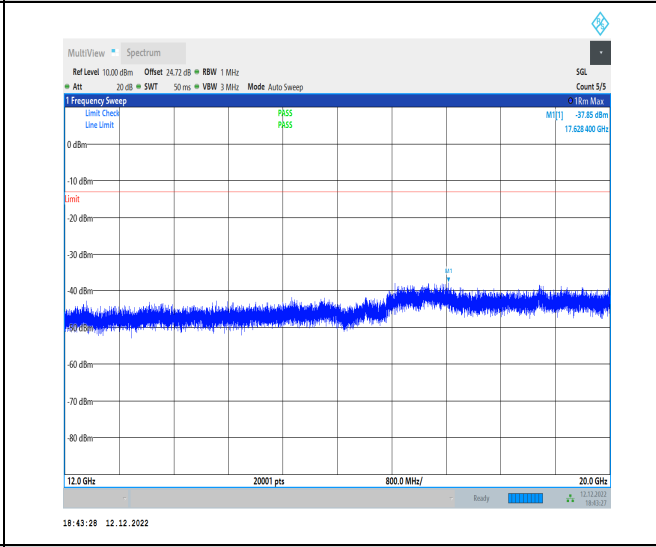 MultiView Spectrum
Ref Level 10.00 dBm Offset 24.72 dB RBW 1 MHz SGL
Att 20 dB SWT 50 ms VBW 3 MHz Mode Auto Sweep Count 5/5
1 Frequency Sweep 1Rm Max
Limit Check PASS M1[1] -37.85 dBm
Line Limit PASS 17.628 400 GHz
0 dBm
-10 dBm
Limit
-20 dBm
-30 dBm
M1
-40 dBm
-50 dBm
-60 dBm
-70 dBm
-80 dBm
12.0 GHz 20001 pts 800.0 MHz/ 20.0 GHz
Ready 12.12.2022
18:43:27
18:43:28 12.12.2022